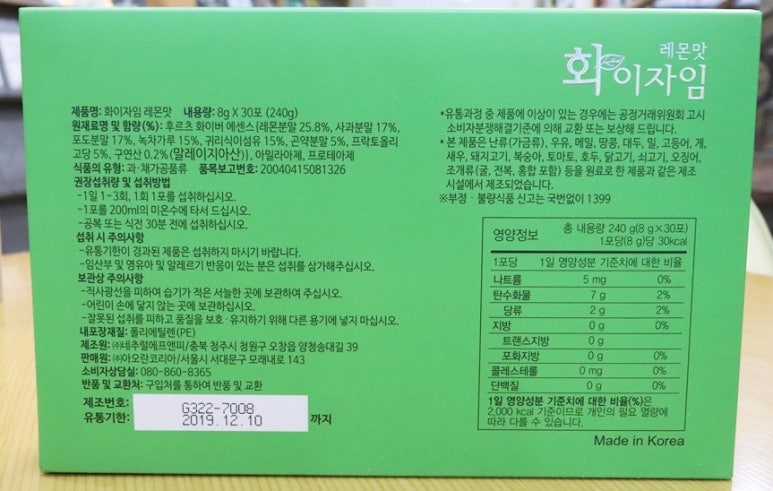 레몬맛
화이자임
제품명: 화이자임 레몬맛 내용량: 8g X 30포 (240g)
원재료명 및 함량(%): 후르츠 화이버 에센스[레몬분말 25.8%, 사과분말 17%,
포도분말 17%, 녹차가루 15%, 귀리식이섬유 15%, 곤약분말 5%, 프락토올리
고당 5%, 구연산 0.2%(말레이지아산)}, 아밀라아제, 프로테아제
식품의 유형: 과·채가공품류 품목보고번호: 20040415081326
권장섭취량 및 섭취방법
-1일 1~3회, 1회 1포를 섭취하십시오.
-1포를 200ml의 미온수에 타서 드십시오.
-공복 또는 식전 30분 전에 섭취하십시오.
섭취 시 주의사항
-유통기한이 경과된 제품은 섭취하지 마시기 바랍니다.
-임산부 및 영유아 및 알레르기 반응이 있는 분은 섭취를 삼가해주십시오.
보관상 주의사항
-직사광선을 피하여 습기가 적은 서늘한 곳에 보관하여 주십시오.
-어린이 손에 닿지 않는 곳에 보관하십시오.
-잘못된 섭취를 피하고 품질을 보호·유지하기 위해 다른 용기에 넣지 마십시오.
내포장재질: 폴리에틸렌(PE)
제조원: ㈜네추럴에프앤피/충북 청주시 청원구 오창읍 양청송대길 39
판매원: ㈜아오란코리아/서울시 서대문구 모래내로 143
소비자상담실: 080-860-8365
반품 및 교환처: 구입처를 통하여 반품 및 교환
제조번호: G322-7008
유통기한: 2019.12.10 까지
*유통과정 중 제품에 이상이 있는 경우에는 공정거래위원회 고시
소비자분쟁해결기준에 의해 교환 또는 보상해 드립니다.
*본 제품은 난류(가금류), 우유, 메밀, 땅콩, 대두, 밀, 고등어, 게,
새우, 돼지고기, 복숭아, 토마토, 호두, 닭고기, 쇠고기, 오징어,
조개류(굴, 전복, 홍합 포함) 등을 원료로 한 제품과 같은 제조
시설에서 제조되었습니다.
※부정·불량식품 신고는 국번없이 1399
영양정보 총 내용량 240 g(8 g×30포)
1포당(8 g)당 30kcal
1포당 1일 영양성분 기준치에 대한 비율
나트륨 5 mg 0%
탄수화물 7 g 2%
당류 2 g 2%
지방 0 g 0%
트랜스지방 0 g
포화지방 0 g 0%
콜레스테롤 0 mg 0%
단백질 0 g 0%
1일 영양성분 기준치에 대한 비율(%)은
2,000 kcal 기준이므로 개인의 필요 열량에
따라 다를 수 있습니다.
Made in Korea